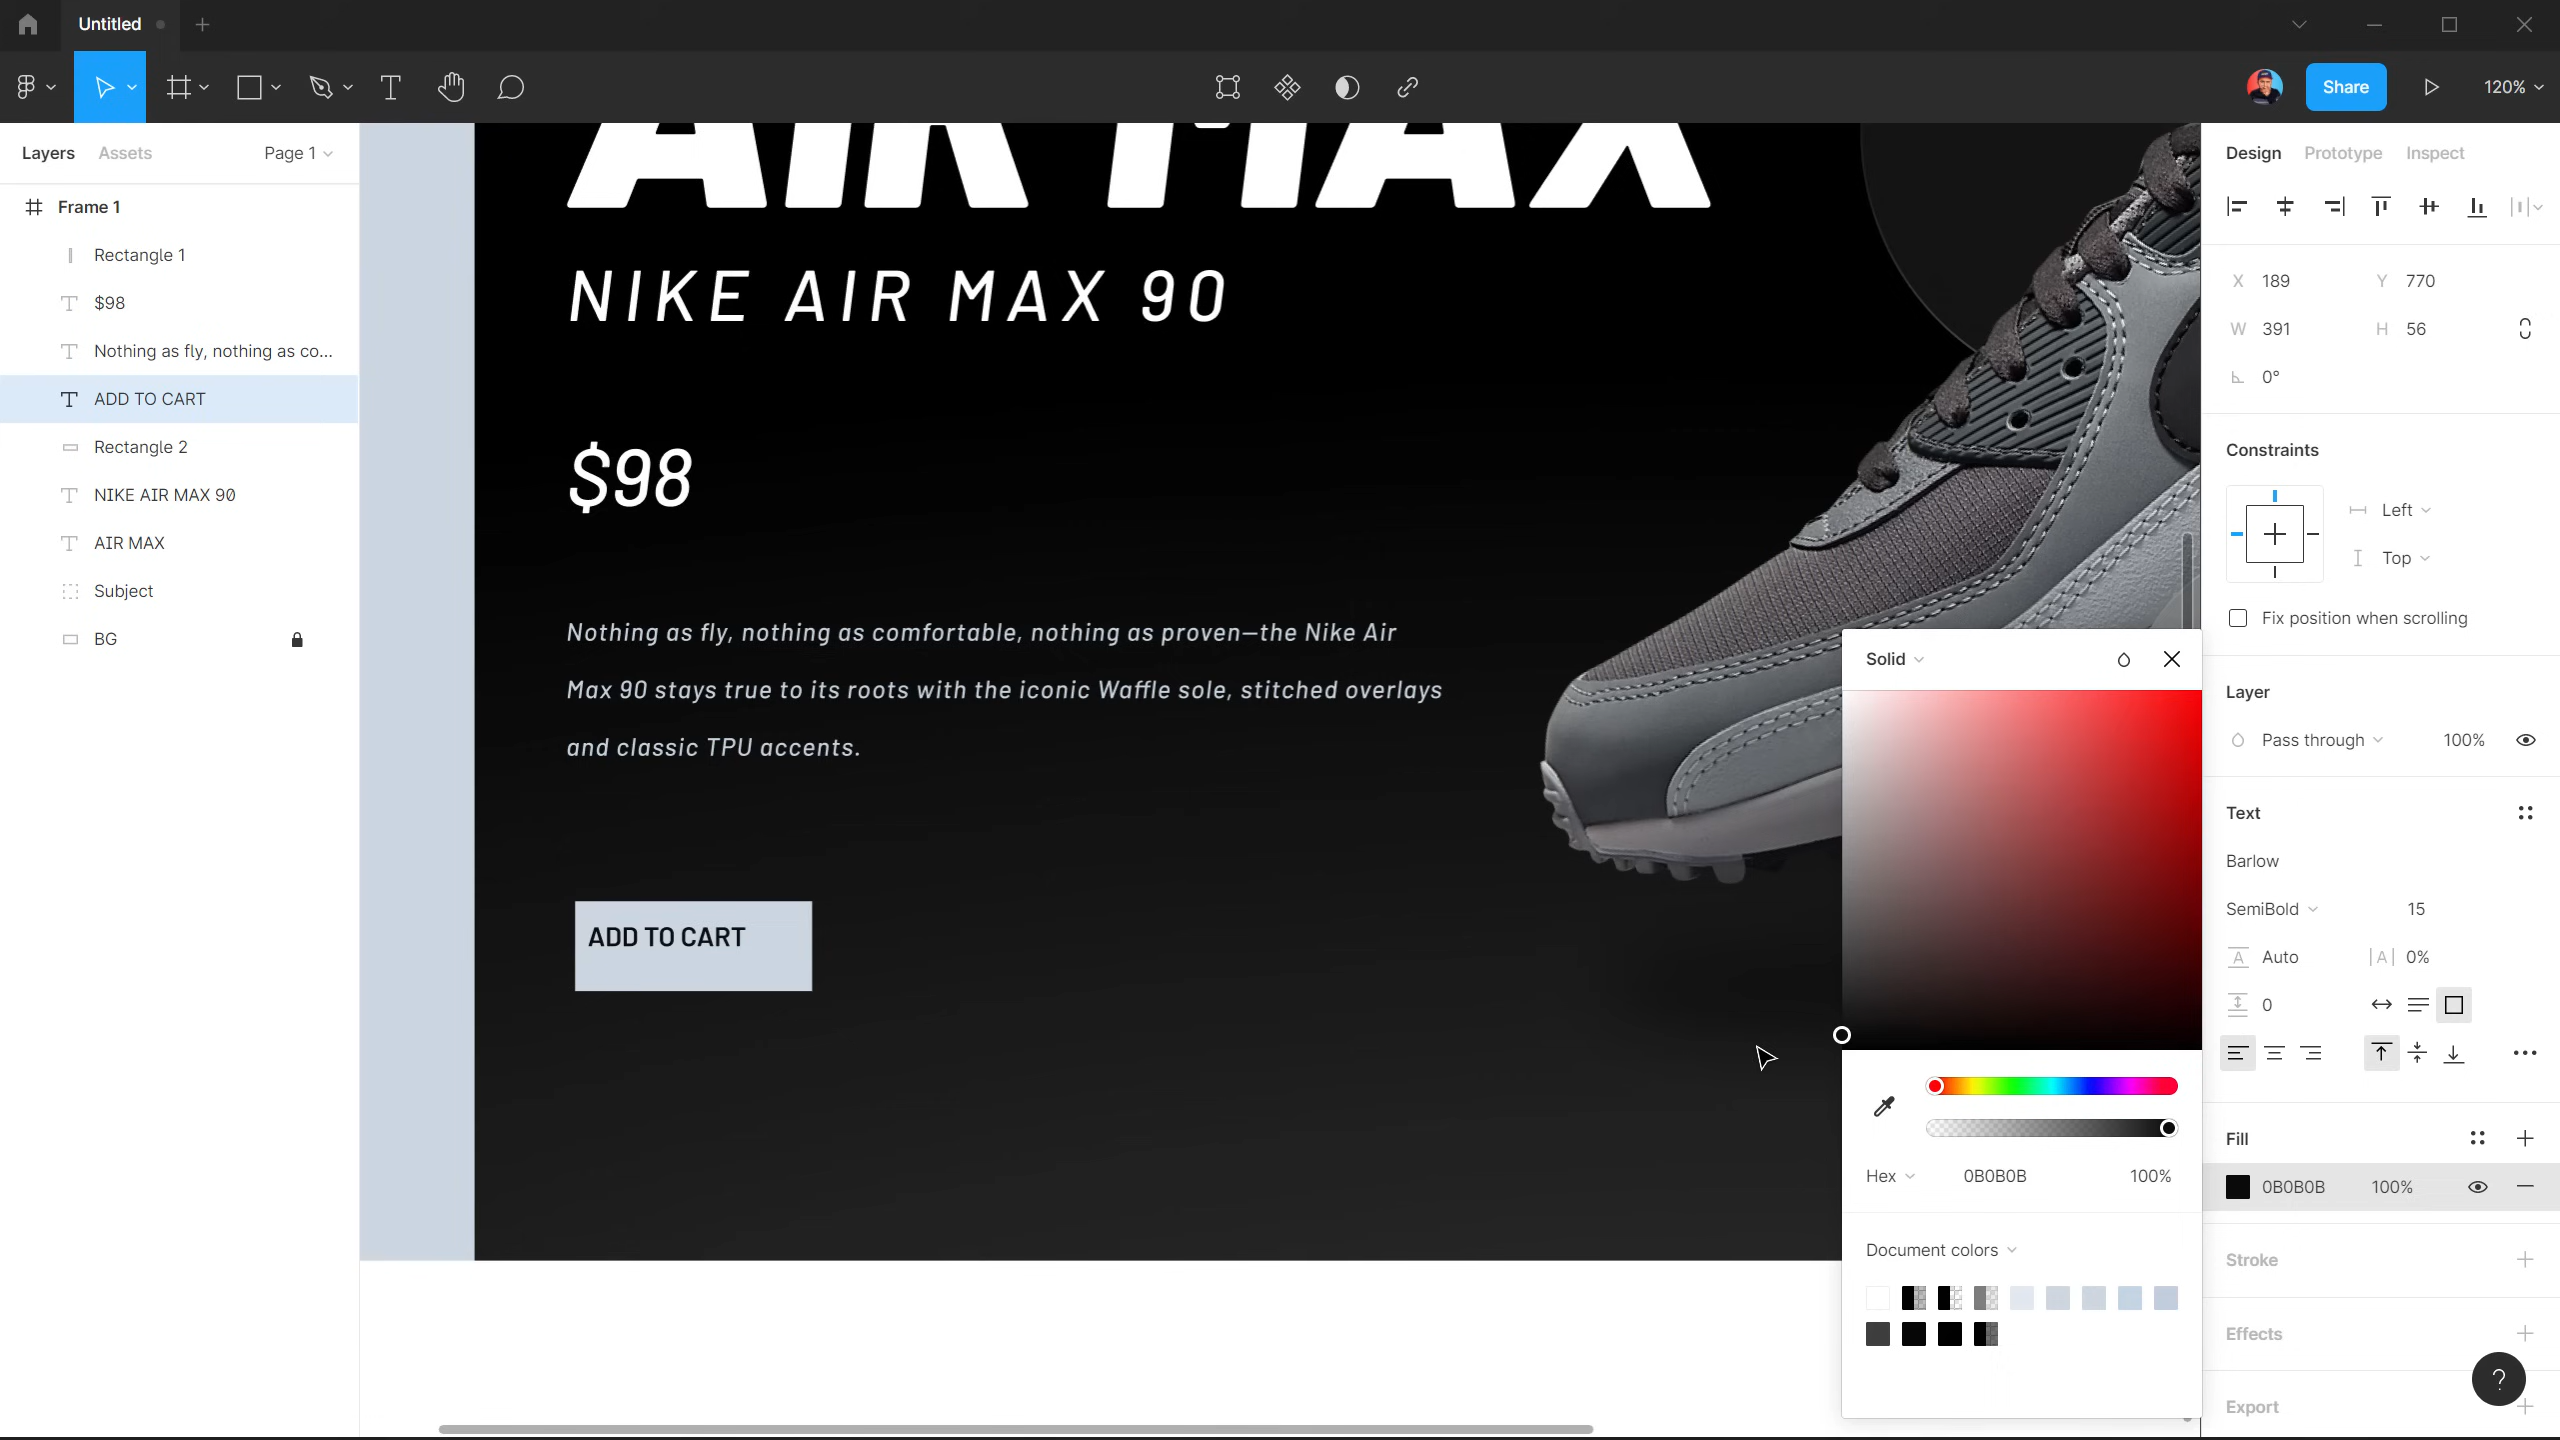 Untitled
Share
120%
Layers
Assets
Page 1
Frame 1
Rectangle 1
$98
Nothing as fly, nothing as co...
ADD TO CART
Rectangle 2
NIKE AIR MAX 90
AIR MAX
Subject
BG
AIR MAX
NIKE AIR MAX 90
$98
Nothing as fly, nothing as comfortable, nothing as proven—the Nike Air
Max 90 stays true to its roots with the iconic Waffle sole, stitched overlays
and classic TPU accents.
ADD TO CART
Solid
Hex
0B0B0B
100%
Document colors
Design
Prototype
Inspect
X 189
Y 770
W 391
H 56
0°
Constraints
Left
Top
Fix position when scrolling
Layer
Pass through
100%
Text
Barlow
SemiBold
15
A Auto
|A| 0%
0
Fill
0B0B0B
100%
Stroke
Effects
Export
?